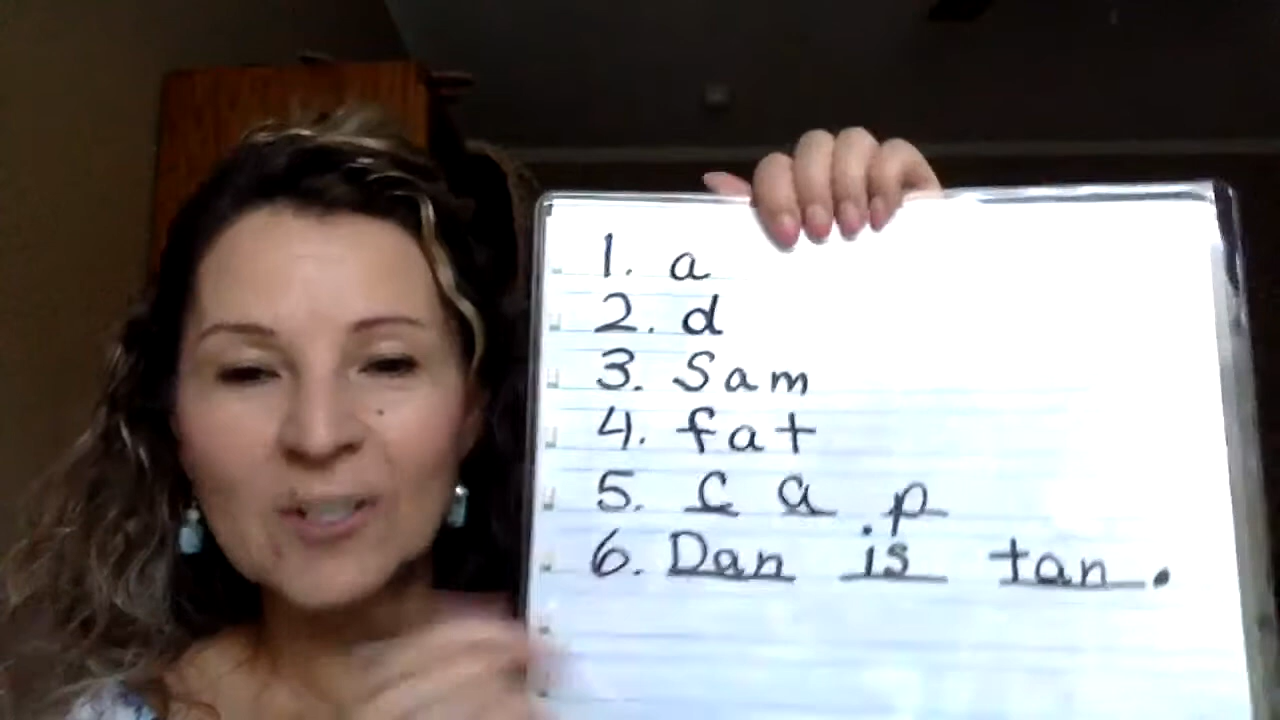 1. a
2. d
3. Sam
4. fat
5. c a p
6. Dan is tan.